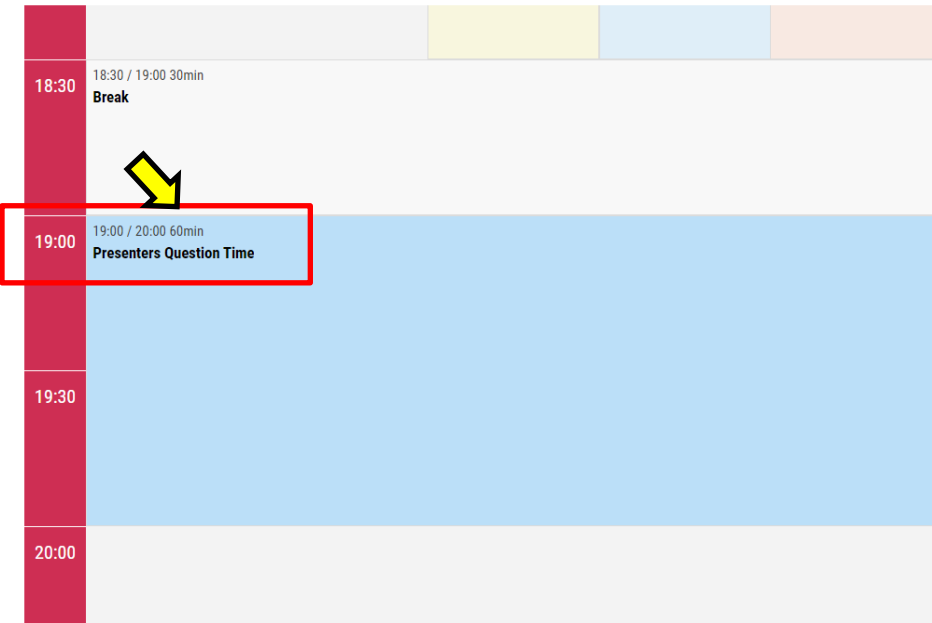 18:30
18:30 / 19:00 30min
Break
19:00
19:00 / 20:00 60min
Presenters Question Time
19:30
20:00